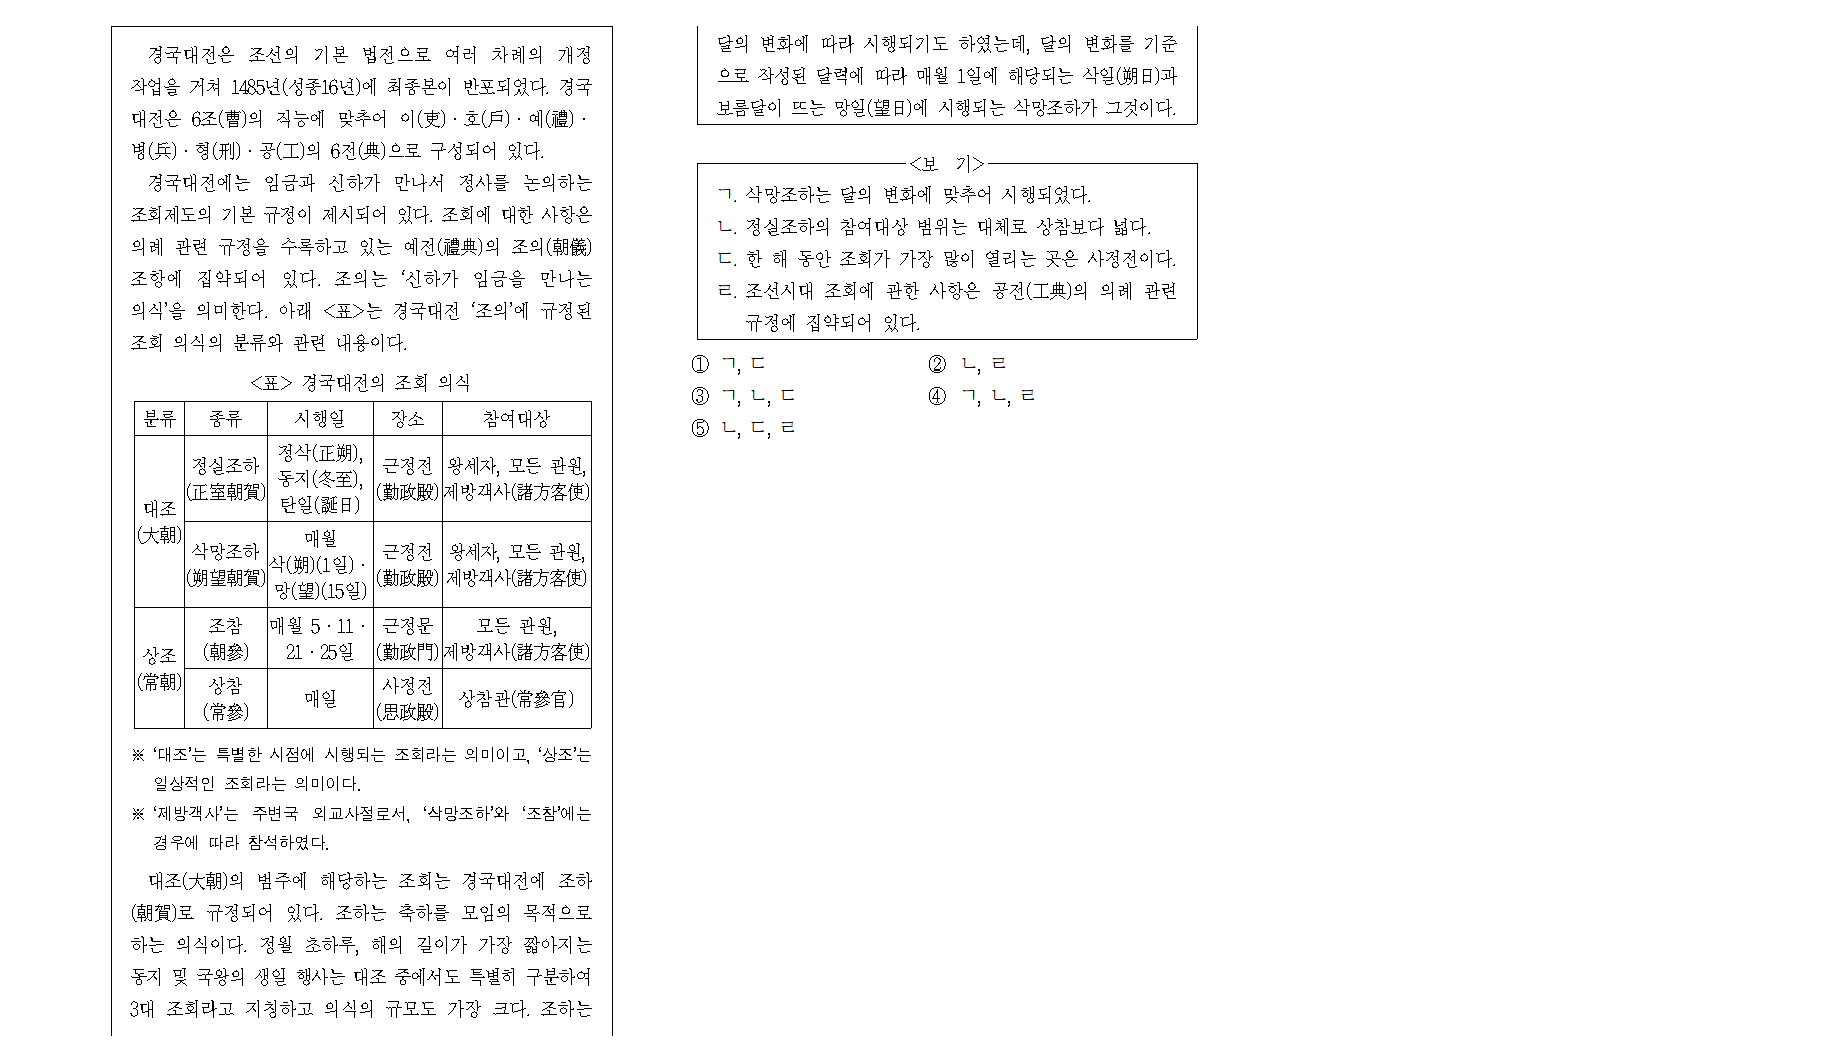 경국대전은 조선의 기본 법전으로 여러 차례의 개정
작업을 거쳐 1485년(성종16년)에 최종본이 반포되었다. 경국
대전은 6조(曹)의 직능에 맞추어 이(吏)·호(戶)·예(禮)·
병(兵)·형(刑)·공(工)의 6전(典)으로 구성되어 있다.
경국대전에는 임금과 신하가 만나서 정사를 논의하는
조회제도의 기본 규정이 제시되어 있다. 조회에 대한 사항은
의례 관련 규정을 수록하고 있는 예전(禮典)의 조의(朝儀)
조항에 집약되어 있다. 조의는 ‘신하가 임금을 만나는
의식’을 의미한다. 아래 <표>는 경국대전 ‘조의’에 규정된
조회 의식의 분류와 관련 내용이다.
<표> 경국대전의 조회 의식
분류 종류 시행일 장소 참여대상
대조
(大朝)
정실조하
(正室朝賀)
정삭(正朔),
동지(冬至),
탄일(誕日)
근정전
(勤政殿)
왕세자, 모든 관원,
제방객사(諸方客使)
삭망조하
(朔望朝賀)
매월
삭(朔)(1일)·
망(望)(15일)
근정전
(勤政殿)
왕세자, 모든 관원,
제방객사(諸方客使)
상조
(常朝)
조참
(朝參)
매월 5·11·
21·25일
근정문
(勤政門)
모든 관원,
제방객사(諸方客使)
상참
(常參)
매일
사정전
(思政殿)
상참관(常參官)
※ ‘대조’는 특별한 시점에 시행되는 조회라는 의미이고, ‘상조’는
일상적인 조회라는 의미이다.
※ ‘제방객사’는 주변국 외교사절로서, ‘삭망조하’와 ‘조참’에는
경우에 따라 참석하였다.
대조(大朝)의 범주에 해당하는 조회는 경국대전에 조하
(朝賀)로 규정되어 있다. 조하는 축하를 모임의 목적으로
하는 의식이다. 정월 초하루, 해의 길이가 가장 짧아지는
동지 및 국왕의 생일 행사는 대조 중에서도 특별히 구분하여
3대 조회라고 지칭하고 의식의 규모도 가장 크다. 조하는
달의 변화에 따라 시행되기도 하였는데, 달의 변화를 기준
으로 작성된 달력에 따라 매월 1일에 해당되는 삭일(朔日)과
보름달이 뜨는 망일(望日)에 시행되는 삭망조하가 그것이다.
<보 기>
ㄱ. 삭망조하는 달의 변화에 맞추어 시행되었다.
ㄴ. 정실조하의 참여대상 범위는 대체로 상참보다 넓다.
ㄷ. 한 해 동안 조회가 가장 많이 열리는 곳은 사정전이다.
ㄹ. 조선시대 조회에 관한 사항은 공전(工典)의 의례 관련
규정에 집약되어 있다.
① ㄱ, ㄷ ② ㄴ, ㄹ
③ ㄱ, ㄴ, ㄷ ④ ㄱ, ㄴ, ㄹ
⑤ ㄴ, ㄷ, ㄹ